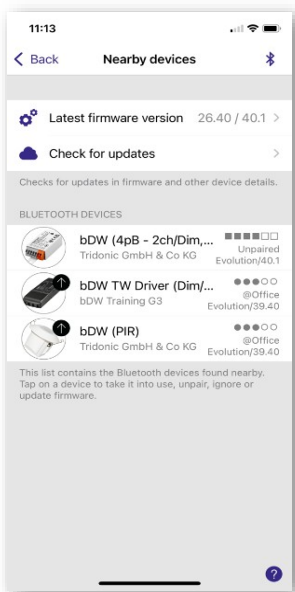 11:13
Back Nearby devices
Latest firmware version 26.40 / 40.1 >
Check for updates >
Checks for updates in firmware and other device details.
BLUETOOTH DEVICES
bDW (4pB - 2ch/Dim,...
Tridonic GmbH & Co KG
Unpaired
Evolution/40.1
bDW TW Driver (Dim/...
bDW Training G3
@Office
Evolution/39.40
bDW (PIR)
Tridonic GmbH & Co KG
@Office
Evolution/39.40
This list contains the Bluetooth devices found nearby.
Tap on a device to take it into use, unpair, ignore or
update firmware.
?